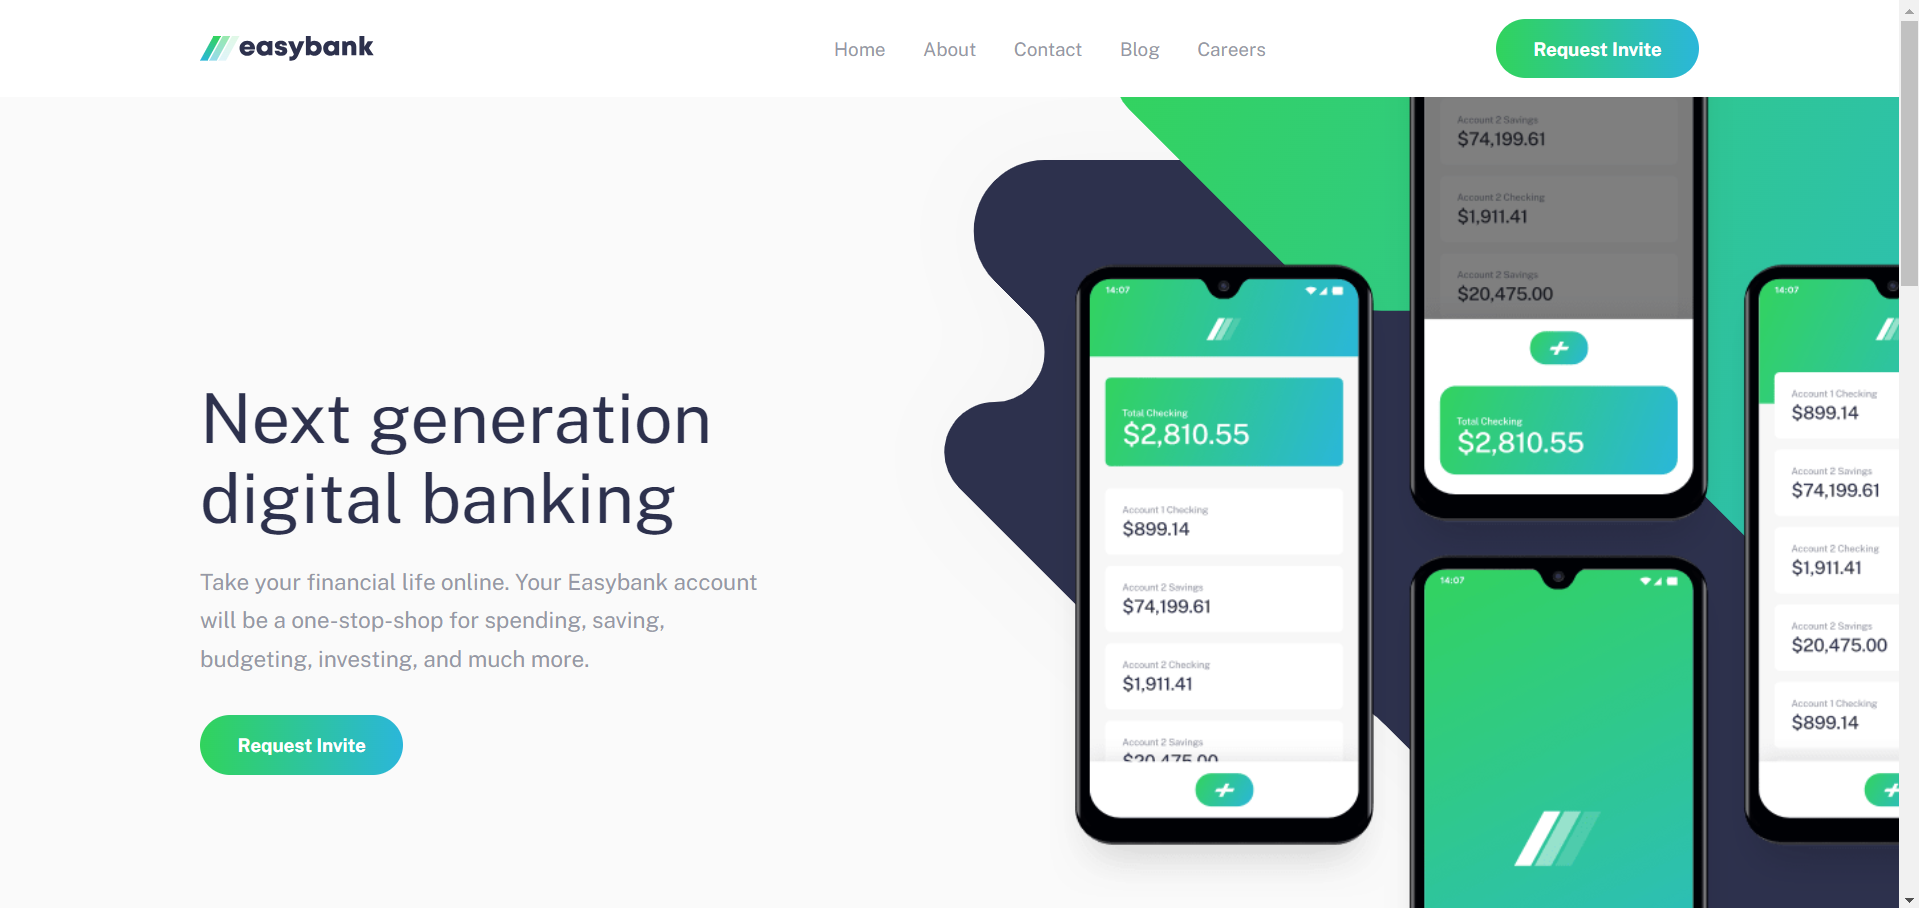 easybank
Home
About
Contact
Blog
Careers
Request Invite
Next generation
digital banking
Take your financial life online. Your Easybank account
will be a one-stop-shop for spending, saving,
budgeting, investing, and much more.
Request Invite
14:07
Total Checking
$2,810.55
Account 1 Checking
$899.14
Account 2 Savings
$74,199.61
Account 2 Checking
$1,911.41
Account 2 Savings
$20,475.00
Account 2 Savings
$74,199.61
Account 2 Checking
$1,911.41
Account 2 Savings
$20,475.00
Total Checking
$2,810.55
14:07
14:07
Account 1 Checking
$899.14
Account 2 Savings
$74,199.61
Account 2 Checking
$1,911.41
Account 2 Savings
$20,475.00
Account 1 Checking
$899.14